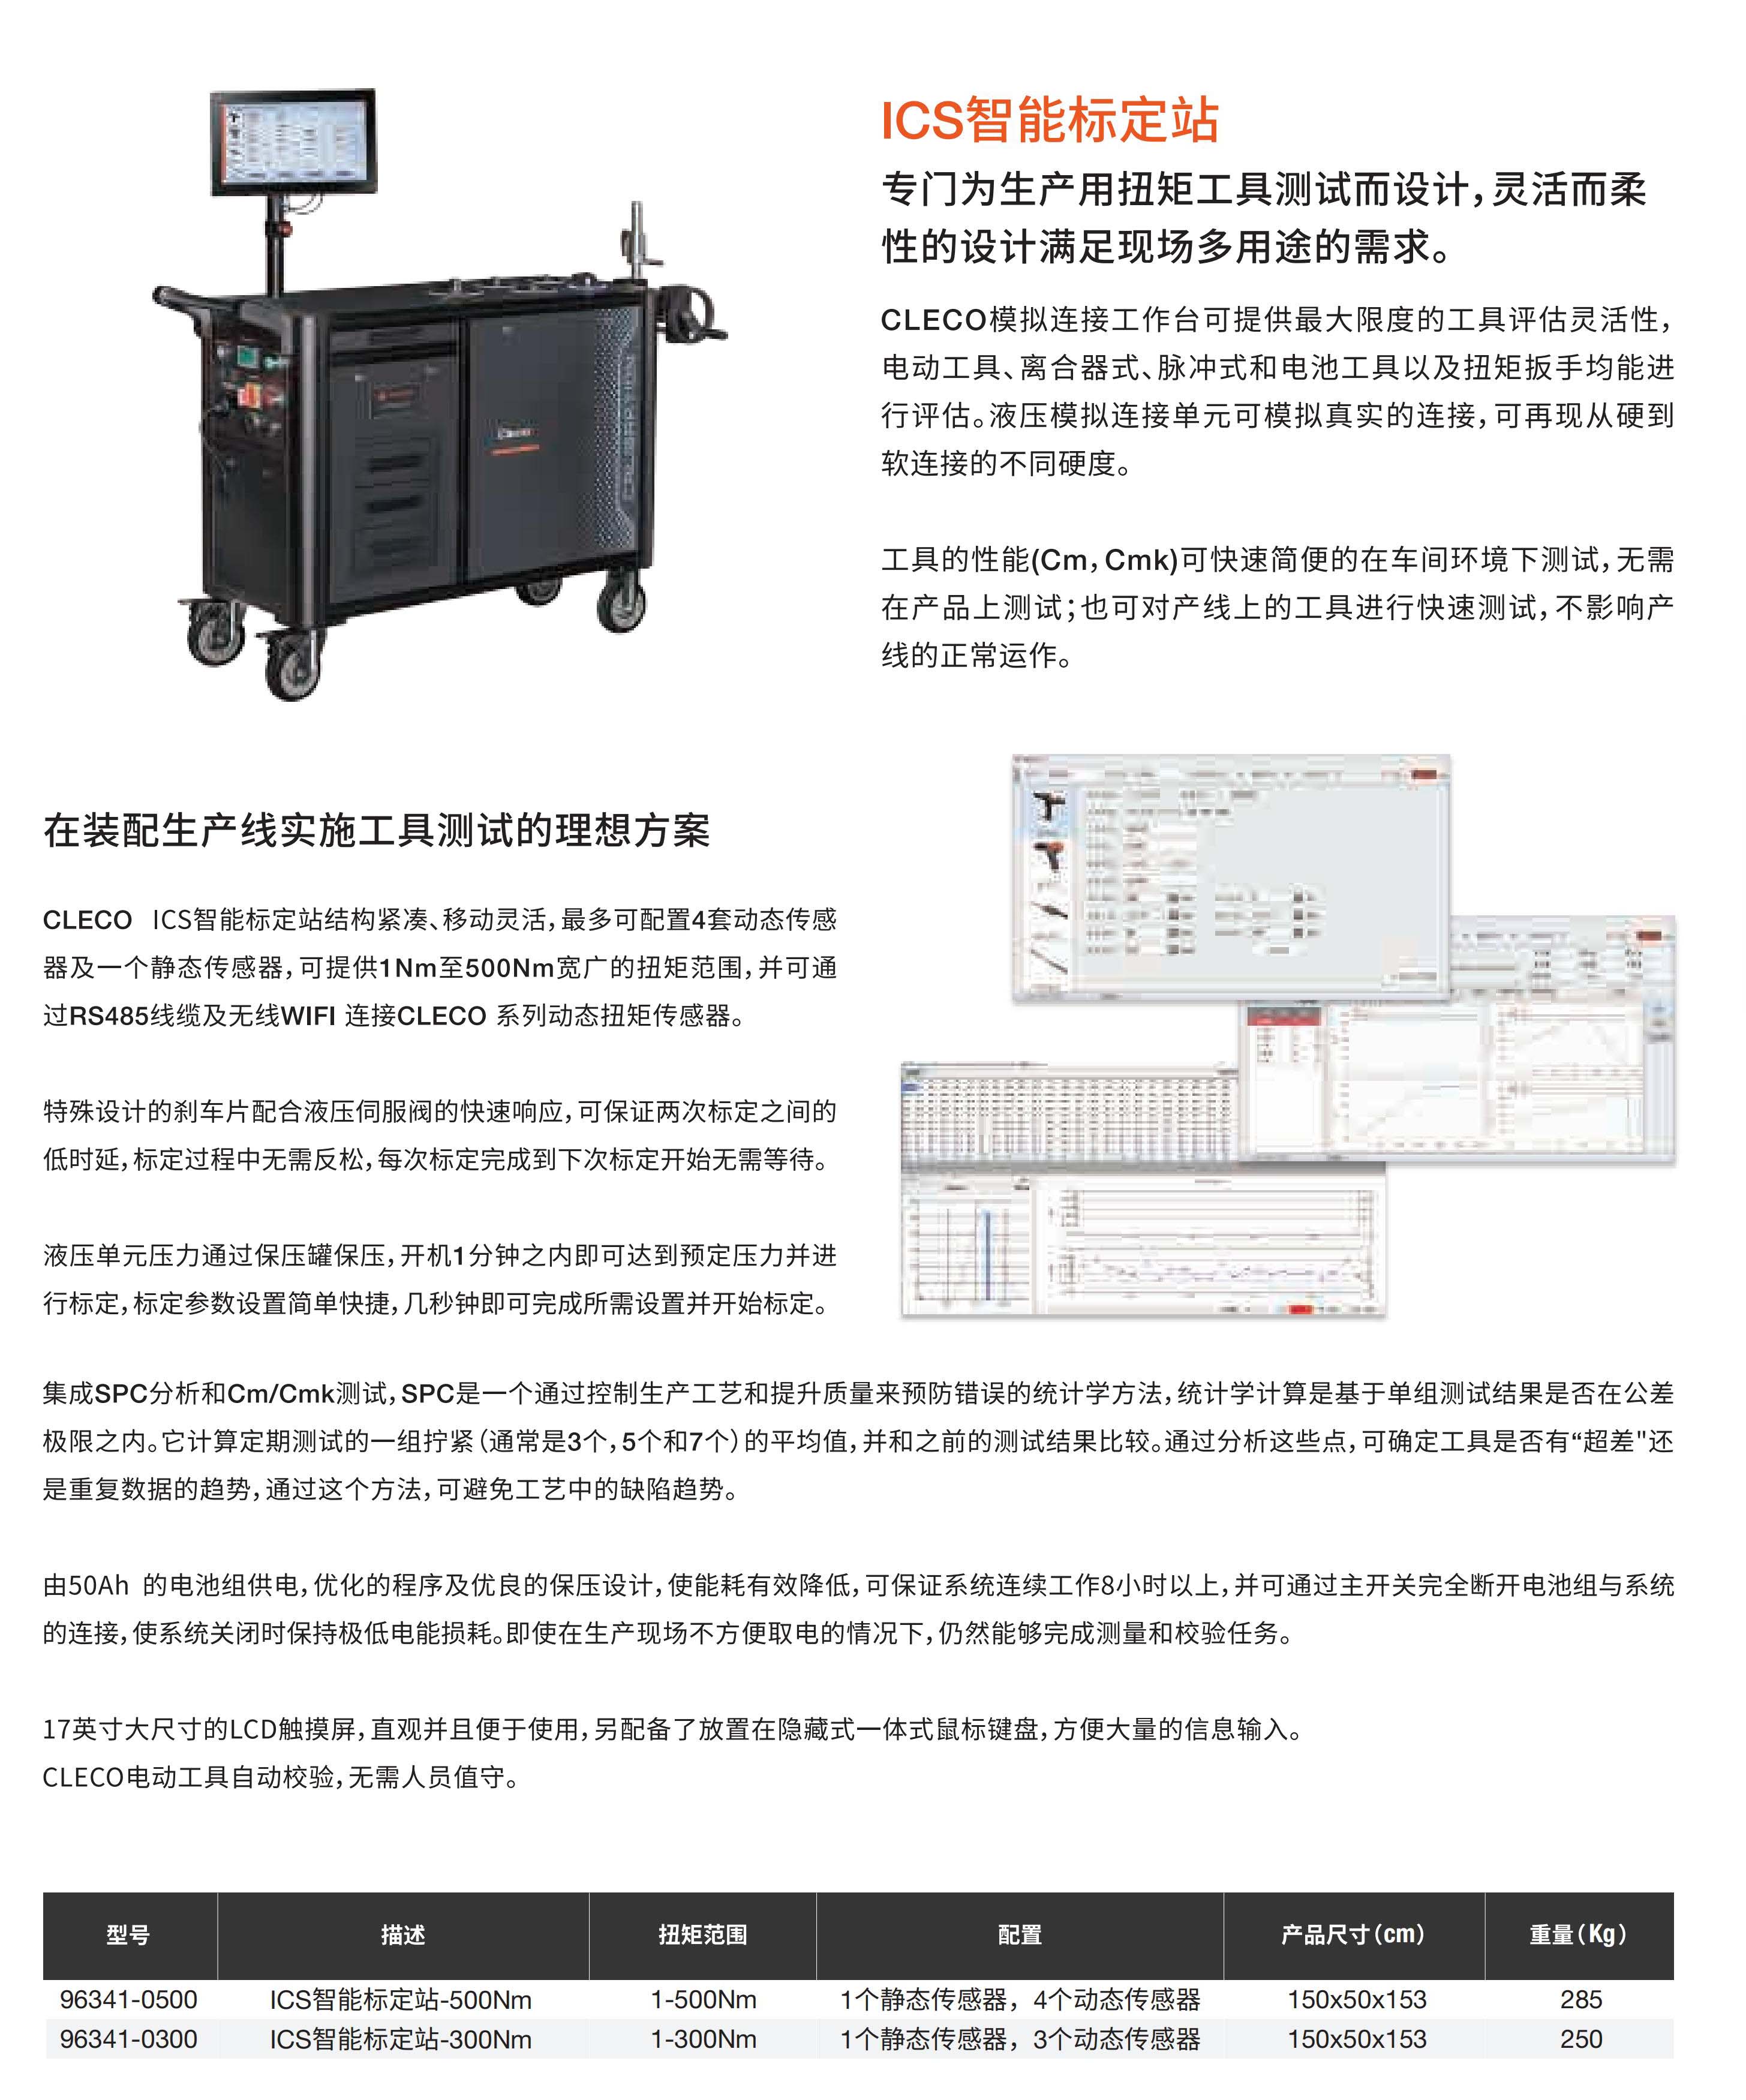 ICS智能标定站
专门为生产用扭矩工具测试而设计，灵活而柔
性的设计满足现场多用途的需求。
CLECO模拟连接工作台可提供最大限度的工具评估灵活性，
电动工具、离合器式、脉冲式和电池工具以及扭矩扳手均能进
行评估。液压模拟连接单元可模拟真实的连接，可再现从硬到
软连接的不同硬度。
工具的性能(Cm，Cmk)可快速简便的在车间环境下测试，无需
在产品上测试；也可对产线上的工具进行快速测试，不影响产
线的正常运作。
在装配生产线实施工具测试的理想方案
CLECO ICS智能标定站结构紧凑、移动灵活，最多可配置4套动态传感
器及一个静态传感器，可提供1Nm至500Nm宽广的扭矩范围，并可通
过RS485线缆及无线WIFI 连接CLECO 系列动态扭矩传感器。
特殊设计的刹车片配合液压伺服阀的快速响应，可保证两次标定之间的
低时延，标定过程中无需反松，每次标定完成到下次标定开始无需等待。
液压单元压力通过保压罐保压，开机1分钟之内即可达到预定压力并进
行标定，标定参数设置简单快捷，几秒钟即可完成所需设置并开始标定。
集成SPC分析和Cm/Cmk测试，SPC是一个通过控制生产工艺和提升质量来预防错误的统计学方法，统计学计算是基于单组测试结果是否在公差
极限之内。它计算定期测试的一组拧紧（通常是3个，5个和7个）的平均值，并和之前的测试结果比较。通过分析这些点，可确定工具是否有“超差"还
是重复数据的趋势，通过这个方法，可避免工艺中的缺陷趋势。
由50Ah 的电池组供电，优化的程序及优良的保压设计，使能耗有效降低，可保证系统连续工作8小时以上，并可通过主开关完全断开电池组与系统
的连接，使系统关闭时保持极低电能损耗。即使在生产现场不方便取电的情况下，仍然能够完成测量和校验任务。
17英寸大尺寸的LCD触摸屏，直观并且便于使用，另配备了放置在隐藏式一体式鼠标键盘，方便大量的信息输入。
CLECO电动工具自动校验，无需人员值守。
型号 描述 扭矩范围 配置 产品尺寸（cm） 重量（Kg）
96341-0500 ICS智能标定站-500Nm 1-500Nm 1个静态传感器，4个动态传感器 150x50x153 285
96341-0300 ICS智能标定站-300Nm 1-300Nm 1个静态传感器，3个动态传感器 150x50x153 250